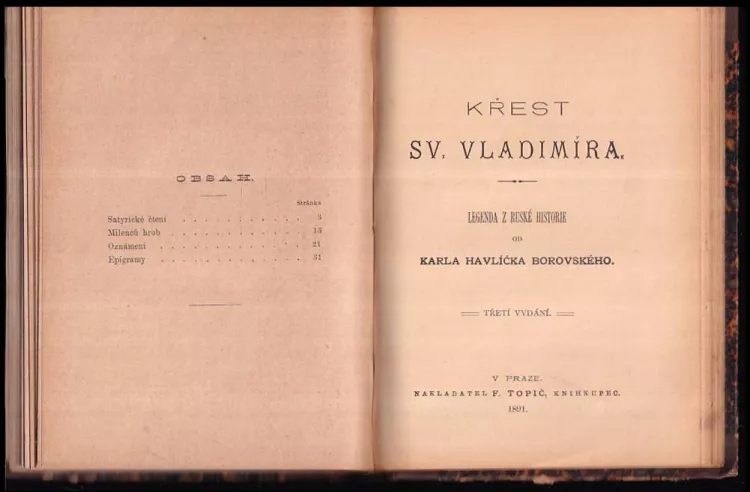 OBSAH.
Stránka
Satyrické čtení . . . . . . . . . . 3
Milenců hrob . . . . . . . . . . 13
Oznámení . . . . . . . . . . . 21
Epigramy . . . . . . . . . . . 31
KŘEST
SV. VLADIMÍRA.
LEGENDA Z RUSKÉ HISTORIE
OD
KARLA HAVLÍČKA BOROVSKÉHO.
TŘETÍ VYDÁNÍ.
V PRAZE.
NAKLADATEL F. TOPIČ, KNIHKUPEC.
1891.